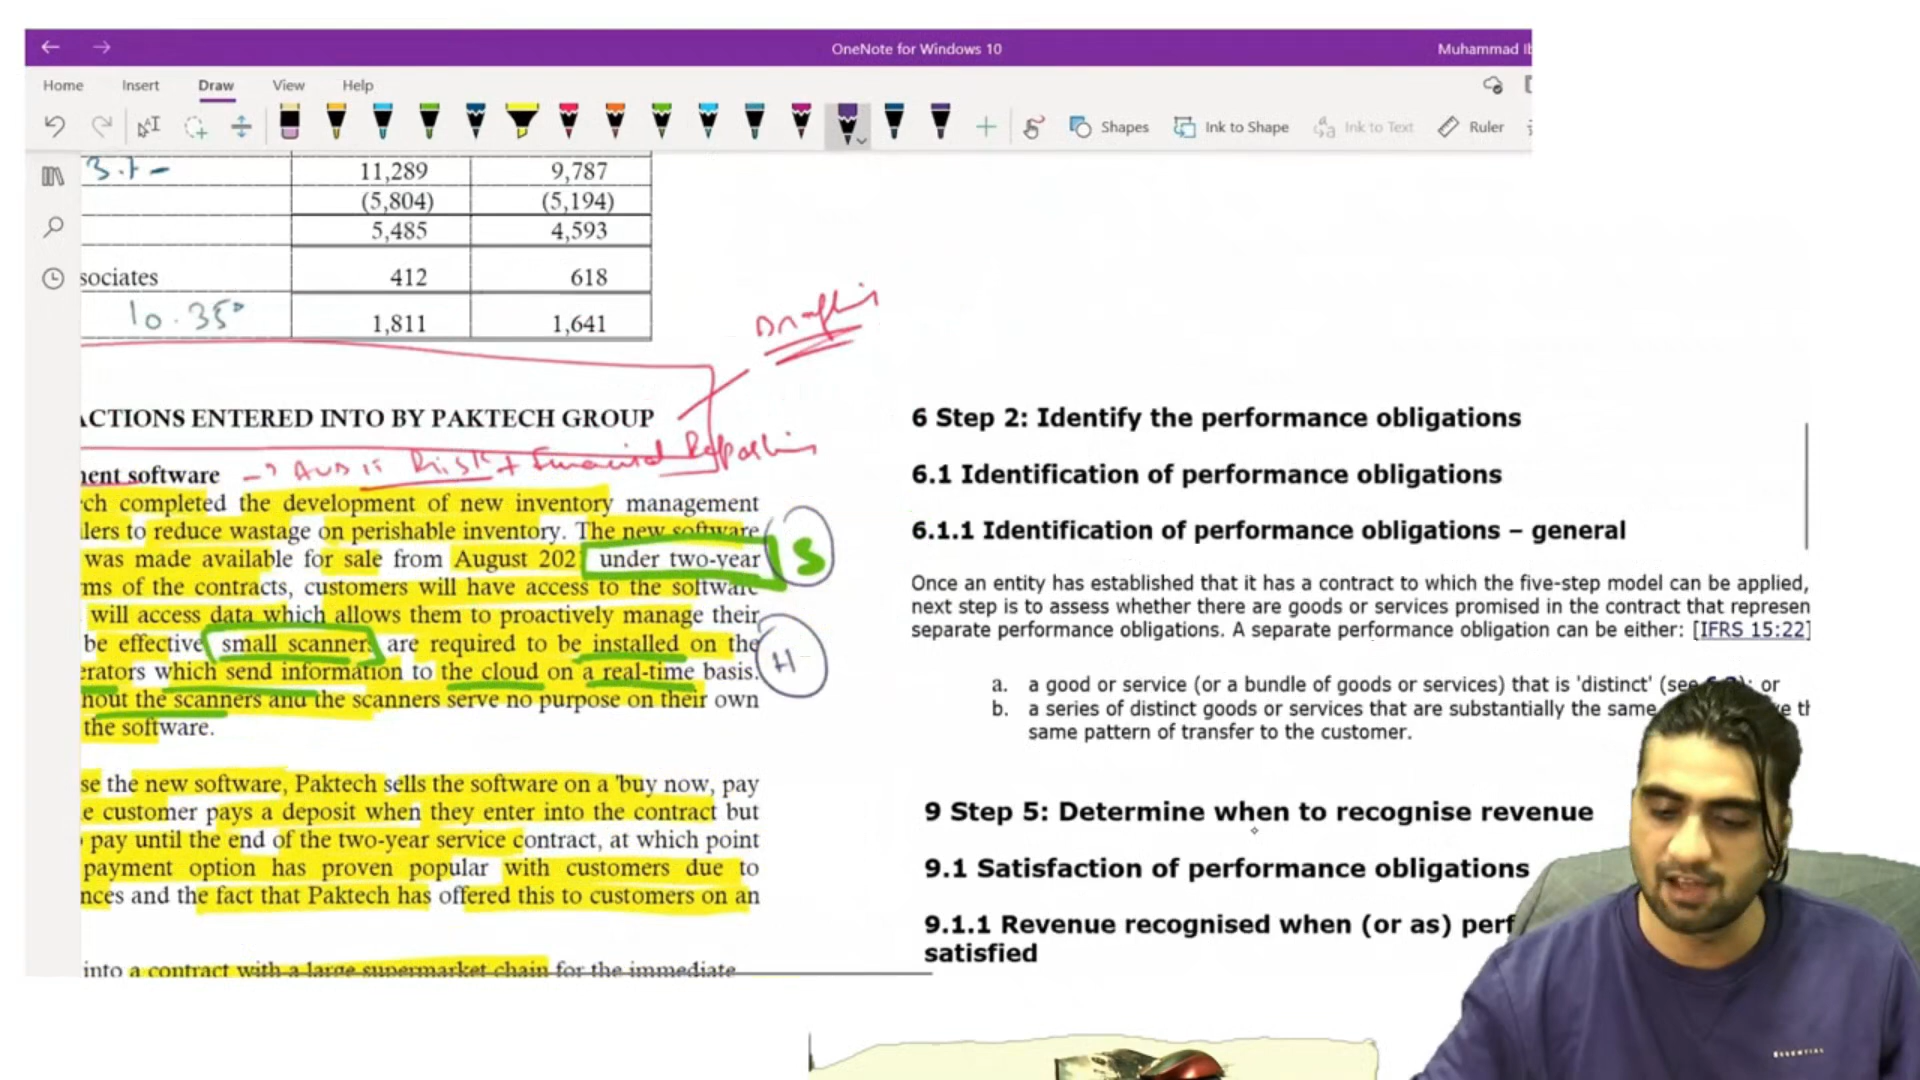 OneNote for Windows 10
Muhammad Ib
Home Insert Draw View Help
Shapes Ink to Shape Ink to Text Ruler
3.7 - 11,289 9,787
(5,804) (5,194)
5,485 4,593
sociates 412 618
10.35 1,811 1,641
ACTIONS ENTERED INTO BY PAKTECH GROUP
ent software → Audit Risk + Financial Reporting
ch completed the development of new inventory management
lers to reduce wastage on perishable inventory. The new software
was made available for sale from August 202 under two-year S
ms of the contracts, customers will have access to the software
will access data which allows them to proactively manage their
be effective small scanner are required to be installed on the H
erators which send information to the cloud on a real-time basis.
hout the scanners and the scanners serve no purpose on their own
the software.
se the new software, Paktech sells the software on a 'buy now, pay
e customer pays a deposit when they enter into the contract but
pay until the end of the two-year service contract, at which point
payment option has proven popular with customers due to
nces and the fact that Paktech has offered this to customers on an
into a contract with a large supermarket chain for the immediate
6 Step 2: Identify the performance obligations
6.1 Identification of performance obligations
6.1.1 Identification of performance obligations – general
Once an entity has established that it has a contract to which the five-step model can be applied,
next step is to assess whether there are goods or services promised in the contract that represen
separate performance obligations. A separate performance obligation can be either: [IFRS 15:22]
a. a good or service (or a bundle of goods or services) that is 'distinct' (see or
b. a series of distinct goods or services that are substantially the same
same pattern of transfer to the customer.
9 Step 5: Determine when to recognise revenue
9.1 Satisfaction of performance obligations
9.1.1 Revenue recognised when (or as) perf
satisfied
ESSENTIAL